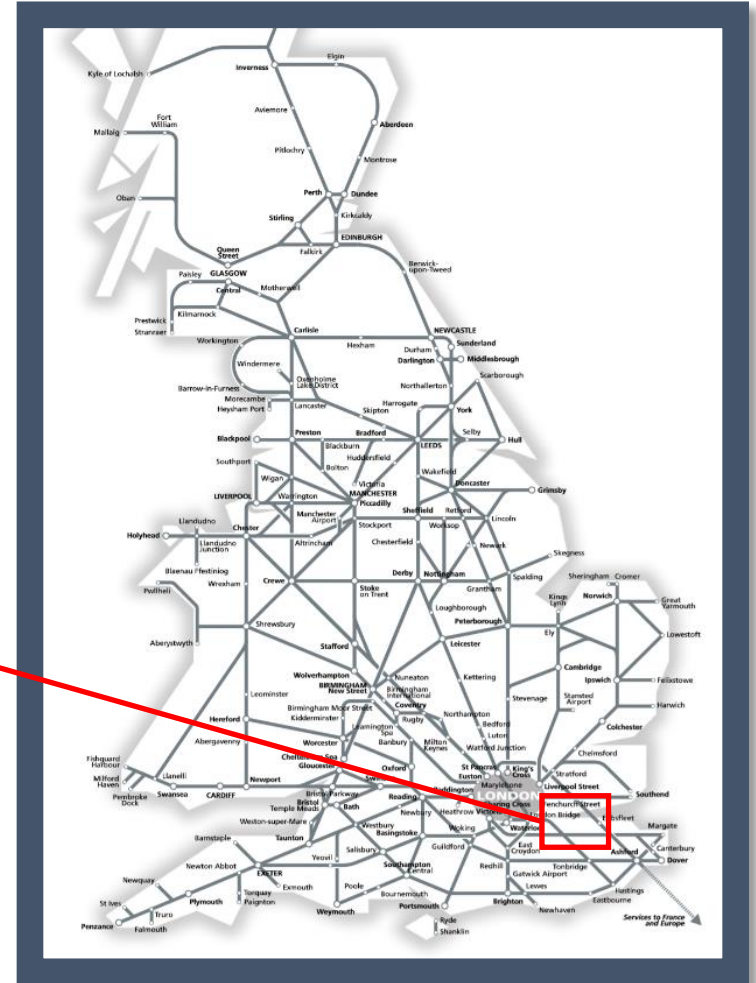 Elgin
Inverness
Kyle of Lochalsh
Aviemore
Fort
William
Aberdeen
Mallaig
Pitlochry
Montrose
Perth
Dundee
Oban
Stirling
Kirkcaldy
EDINBURGH
Queen
Street
Falkirk
Berwick-
upon-Tweed
Paisley
GLASGOW
Central
Motherwell
Kilmarnock
Prestwick
Stranraer
Carlisle
NEWCASTLE
Workington
Hexham
Sunderland
Durham
Darlington
Middlesbrough
Windermere
Scarborough
Oxenholme
Lake District
Barrow-in-Furness
Northallerton
Morecambe
Heysham Port
Lancaster
Harrogate
Skipton
York
Blackpool
Preston
Bradford
LEEDS
Selby
Hull
Blackburn
Huddersfield
Southport
Bolton
Wakefield
Wigan
Victoria
Doncaster
Grimsby
LIVERPOOL
Warrington
MANCHESTER
Piccadilly
Manchester
Airport
Stockport
Sheffield
Retford
Worksop
Lincoln
Llandudno
Holyhead
Chester
Altrincham
Chesterfield
Newark
Llandudno
Junction
Skegness
Blaenau Ffestiniog
Pwllheli
Wrexham
Crewe
Stoke
on Trent
Derby
Nottingham
Grantham
Spalding
Sheringham
Cromer
Kings
Lynn
Norwich
Great
Yarmouth
Loughborough
Peterborough
Shrewsbury
Aberystwyth
Stafford
Leicester
Ely
Lowestoft
Wolverhampton
Nuneaton
Kettering
Cambridge
BIRMINGHAM
New Street
Birmingham
International
Ipswich
Felixstowe
Leominster
Coventry
Stevenage
Stansted
Airport
Birmingham Moor Street
Kidderminster
Rugby
Northampton
Harwich
Hereford
Leamington
Spa
Bedford
Colchester
Abergavenny
Worcester
Banbury
Milton
Keynes
Luton
Watford Junction
Chelmsford
Gloucester
Oxford
St Pancras
King's
Cross
Stratford
Fishguard
Harbour
Euston
Liverpool Street
Milford
Haven
Llanelli
Newport
Marylebone
Southend
Pembroke
Dock
Swansea
CARDIFF
Bristol Parkway
Paddington
LONDON
Bristol
Temple Meads
Bath
Reading
Fenchurch Street
Newbury
Heathrow
Weston-super-Mare
Westbury
Margate
Barnstaple
Taunton
Basingstoke
Woking
East
Croydon
Canterbury
Yeovil
Salisbury
Guildford
Ashford
Dover
Newton Abbot
EXETER
Southampton
Central
Redhill
Tonbridge
Gatwick Airport
Newquay
Exmouth
Poole
Lewes
Hastings
Torquay
Paignton
Bournemouth
Eastbourne
St Ives
Plymouth
Weymouth
Portsmouth
Brighton
Newhaven
Truro
Penzance
Falmouth
Ryde
Shanklin
Services to France
and Europe